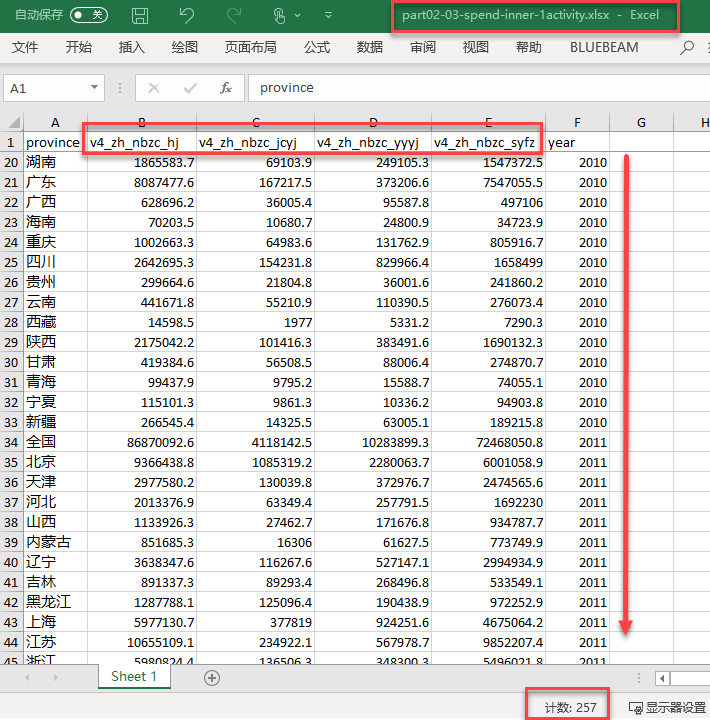 自动保存 关 part02-03-spend-inner-1activity.xlsx - Excel
文件 开始 插入 绘图 页面布局 公式 数据 审阅 视图 帮助 BLUEBEAM
A1 fx province
A B C D E F G H
1 province v4_zh_nbzc_hj v4_zh_nbzc_jcyj v4_zh_nbzc_yyyj v4_zh_nbzc_syfz year
20 湖南 1865583.7 69103.9 249105.3 1547372.5 2010
21 广东 8087477.6 167217.5 373206.6 7547055.5 2010
22 广西 628696.2 36005.4 95587.8 497106 2010
23 海南 70203.5 10680.7 24800.9 34723.9 2010
24 重庆 1002663.3 64983.6 131762.9 805916.7 2010
25 四川 2642695.3 154231.8 829966.4 1658499 2010
26 贵州 299664.6 21804.8 36001.6 241860.2 2010
27 云南 441671.8 55210.9 110390.5 276073.4 2010
28 西藏 14598.5 1977 5331.2 7290.3 2010
29 陕西 2175042.2 101416.3 383491.6 1690132.3 2010
30 甘肃 419384.6 56508.5 88006.4 274870.7 2010
31 青海 99437.9 9795.2 15588.7 74055.1 2010
32 宁夏 115101.3 9861.3 10336.2 94903.8 2010
33 新疆 266545.4 14325.5 63005.1 189215.8 2010
34 全国 86870092.6 4118142.5 10283899.3 72468050.8 2011
35 北京 9366438.8 1085319.2 2280063.7 6001058.9 2011
36 天津 2977580.2 130039.8 372976.7 2474565.6 2011
37 河北 2013376.9 63349.4 257791.5 1692230 2011
38 山西 1133926.3 27462.7 171676.8 934787.7 2011
39 内蒙古 851685.3 16306 61627.5 773749.9 2011
40 辽宁 3638347.6 116267.6 527147.1 2994934.9 2011
41 吉林 891337.3 89293.4 268496.8 533549.1 2011
42 黑龙江 1287788.1 125096.4 190438.9 972252.9 2011
43 上海 5977130.7 377819 924251.6 4675064.2 2011
44 江苏 10655109.1 234922.1 567978.7 9852207.4 2011
45 浙江 5980824.4 136506.3 348300.3 5496021.8 2011
Sheet 1
计数: 257 显示器设置